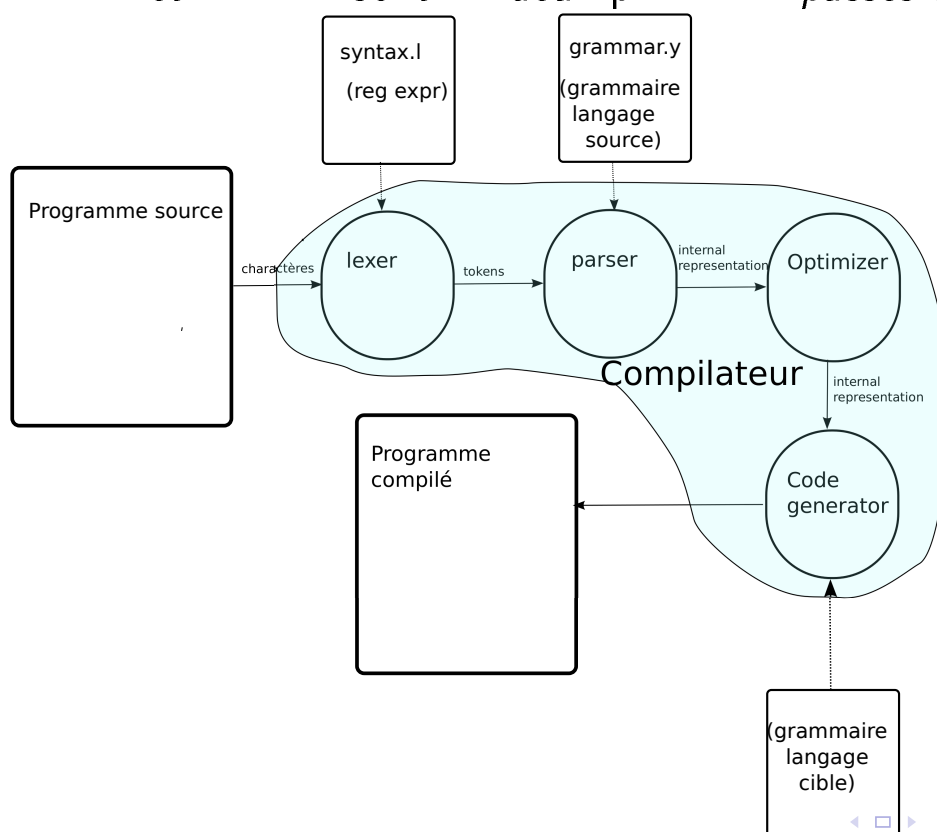 syntax.l
(reg expr)
grammar.y
(grammaire
langage
source)
Programme source
charactères
lexer
tokens
parser
internal
representation
Optimizer
Compilateur
internal
representation
Programme
compilé
Code
generator
(grammaire
langage
cible)